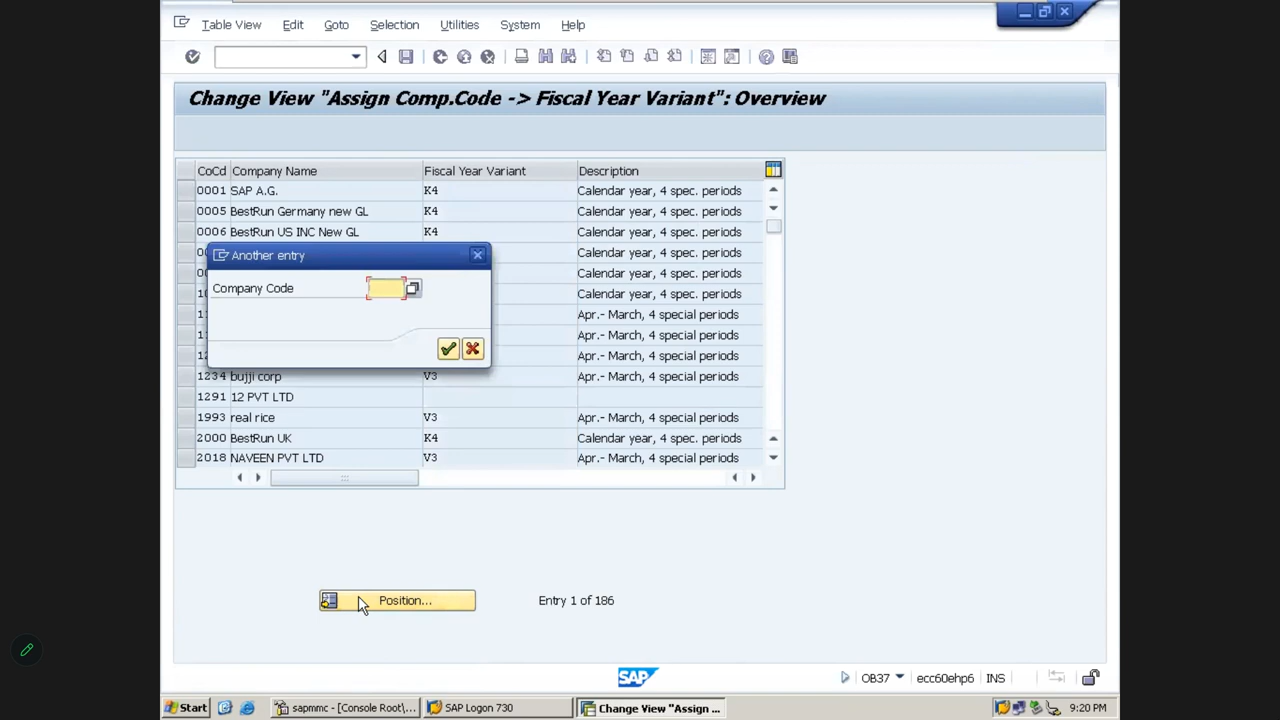 Table View Edit Goto Selection Utilities System Help
Change View "Assign Comp.Code -> Fiscal Year Variant": Overview
CoCd Company Name Fiscal Year Variant Description
0001 SAP A.G. K4 Calendar year, 4 spec. periods
0005 BestRun Germany new GL K4 Calendar year, 4 spec. periods
0006 BestRun US INC New GL K4 Calendar year, 4 spec. periods
Another entry
Calendar year, 4 spec. periods
Calendar year, 4 spec. periods
Company Code
Calendar year, 4 spec. periods
Apr.- March, 4 special periods
Apr.- March, 4 special periods
Apr.- March, 4 special periods
1234 bujji corp V3 Apr.- March, 4 special periods
1291 12 PVT LTD
1993 real rice V3 Apr.- March, 4 special periods
2000 BestRun UK K4 Calendar year, 4 spec. periods
2018 NAVEEN PVT LTD V3 Apr.- March, 4 special periods
Position... Entry 1 of 186
SAP OB37 ecc60ehp6 INS
Start sapmmc - [Console Root\... SAP Logon 730 Change View "Assign ... 9:20 PM